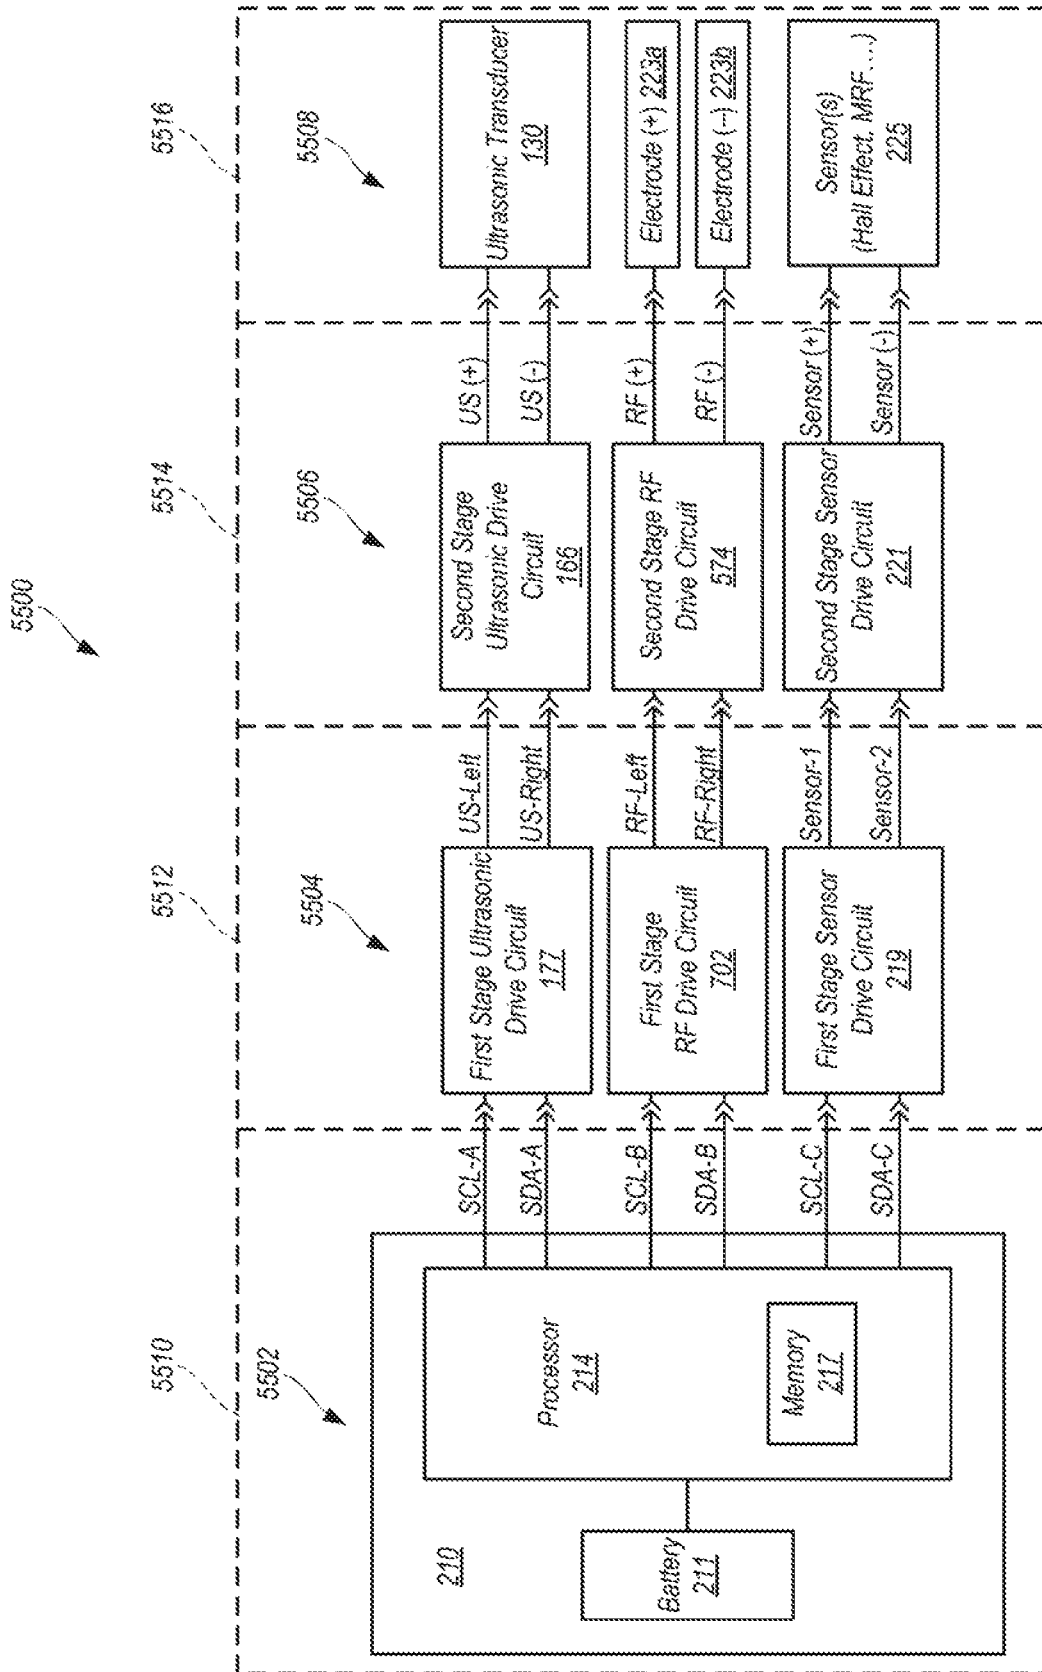 5500
5510
5512
5514
5516
5502
5504
5506
5508
210
Battery
211
Processor
214
Memory
217
SCL-A
SDA-A
SCL-B
SDA-B
SCL-C
SDA-C
First Stage Ultrasonic
Drive Circuit
177
First Stage
RF Drive Circuit
702
First Stage Sensor
Drive Circuit
219
US-Left
US-Right
RF-Left
RF-Right
Sensor-1
Sensor-2
Second Stage
Ultrasonic Drive
Circuit
166
Second Stage RF
Drive Circuit
574
Second Stage Sensor
Drive Circuit
221
US (+)
US (-)
RF (+)
RF (-)
Sensor (+)
Sensor (-)
Ultrasonic Transducer
130
Electrode (+) 223a
Electrode (–) 223b
Sensor(s)
(Hall Effect, MRF....)
225